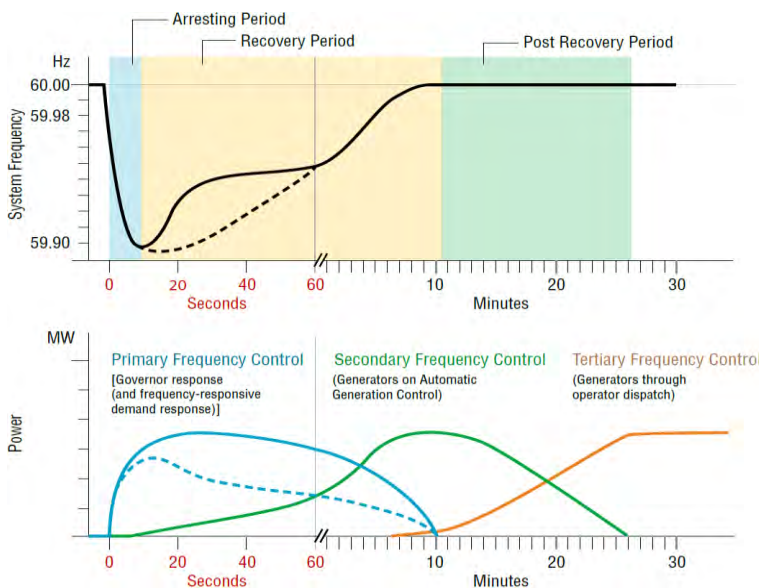 Arresting Period
Recovery Period
Post Recovery Period
Hz
60.00
59.98
59.90
System Frequency
0 20 40 60 10 20 30
Seconds Minutes
MW
Primary Frequency Control
[Governor response
(and frequency-responsive
demand response)]
Secondary Frequency Control
(Generators on Automatic
Generation Control)
Tertiary Frequency Control
(Generators through
operator dispatch)
Power
0 20 40 60 10 20 30
Seconds Minutes